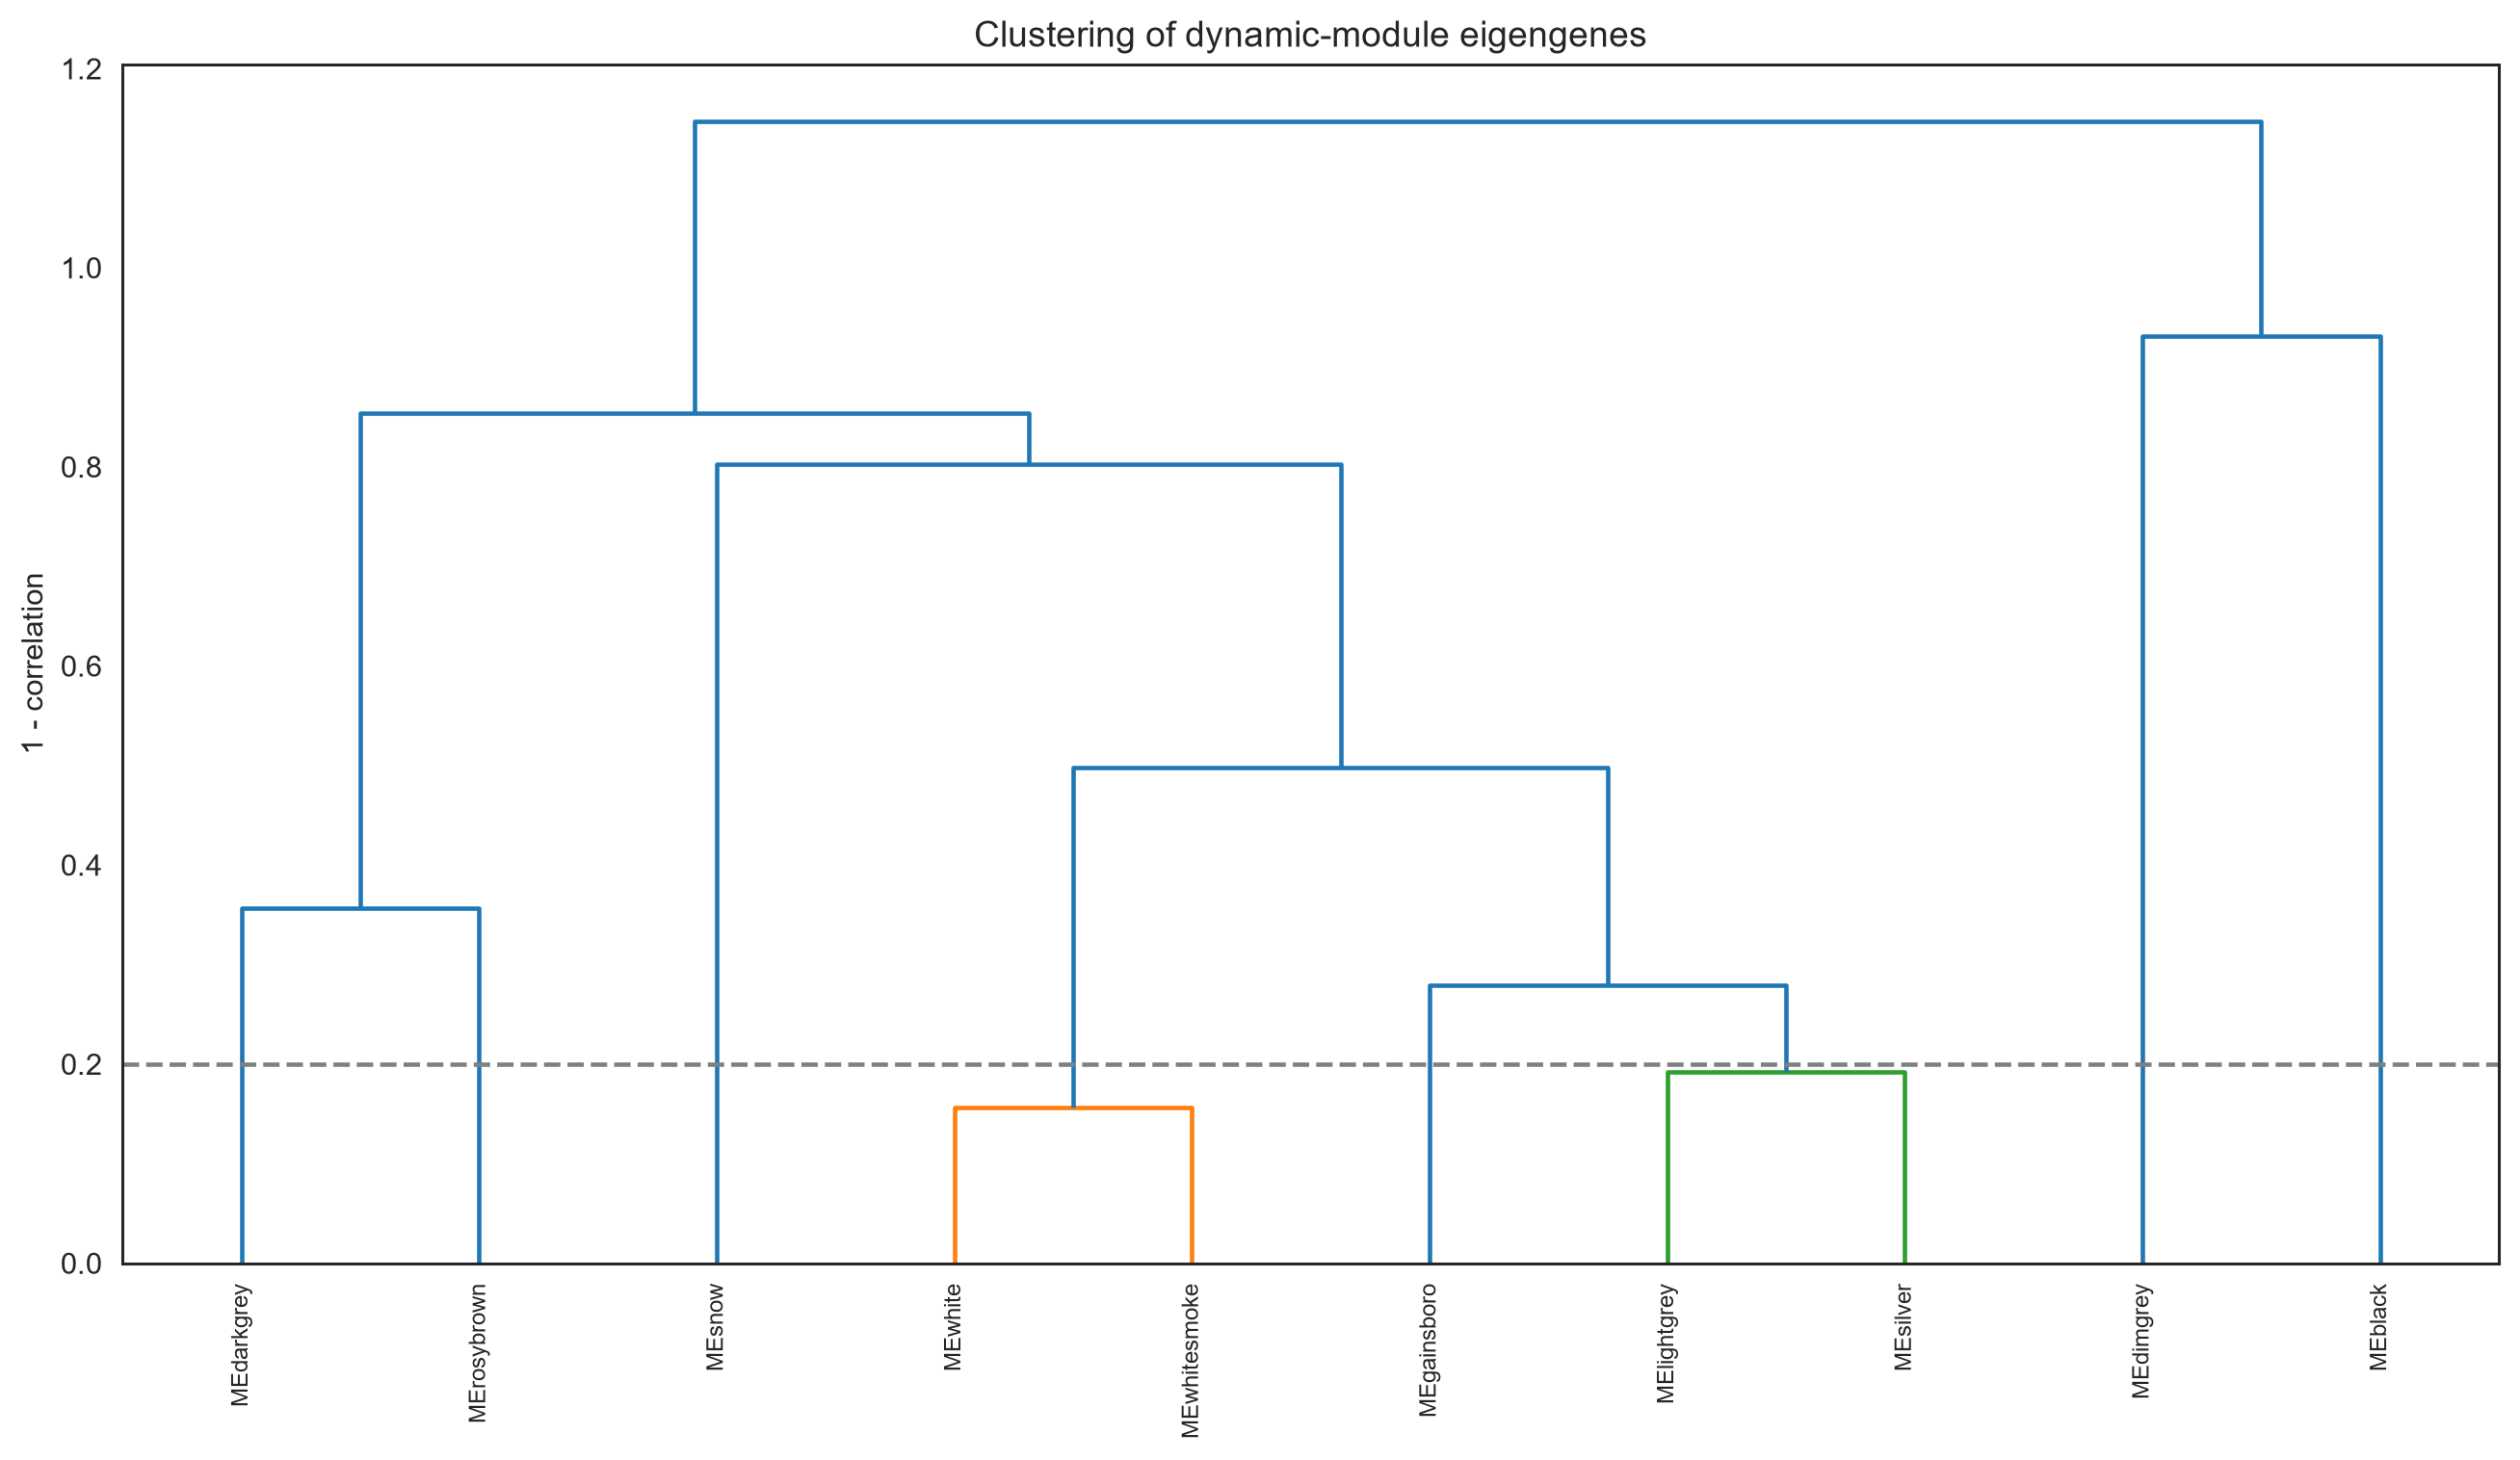 Clustering of dynamic-module eigengenes
1.2
1.0
0.8
0.6
0.4
0.2
0.0
1 - correlation
MEdarkgrey
MErosybrown
MEsnow
MEwhite
MEwhitesmoke
MEgainsboro
MElightgrey
MEsilver
MEdimgrey
MEblack